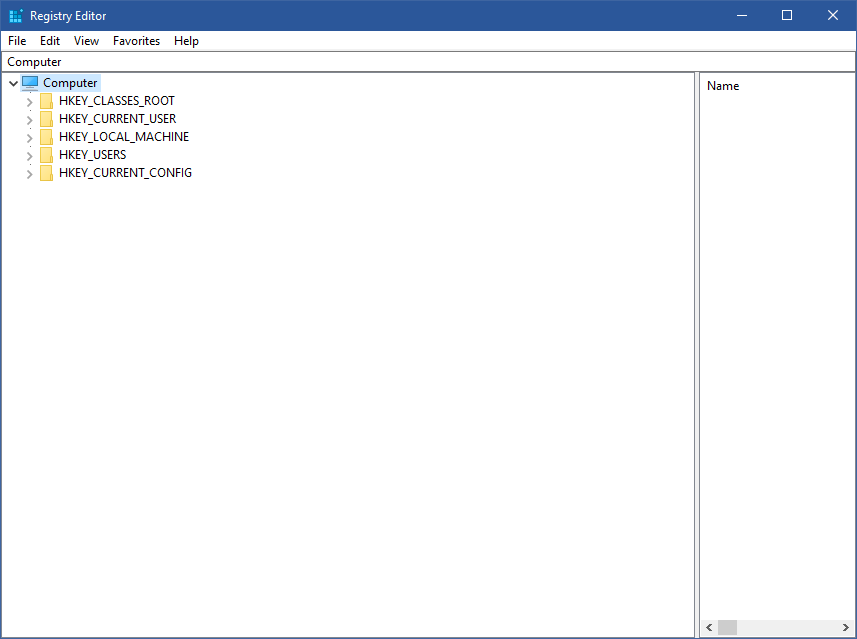 Registry Editor
File Edit View Favorites Help
Computer
Computer
HKEY_CLASSES_ROOT
HKEY_CURRENT_USER
HKEY_LOCAL_MACHINE
HKEY_USERS
HKEY_CURRENT_CONFIG
Name